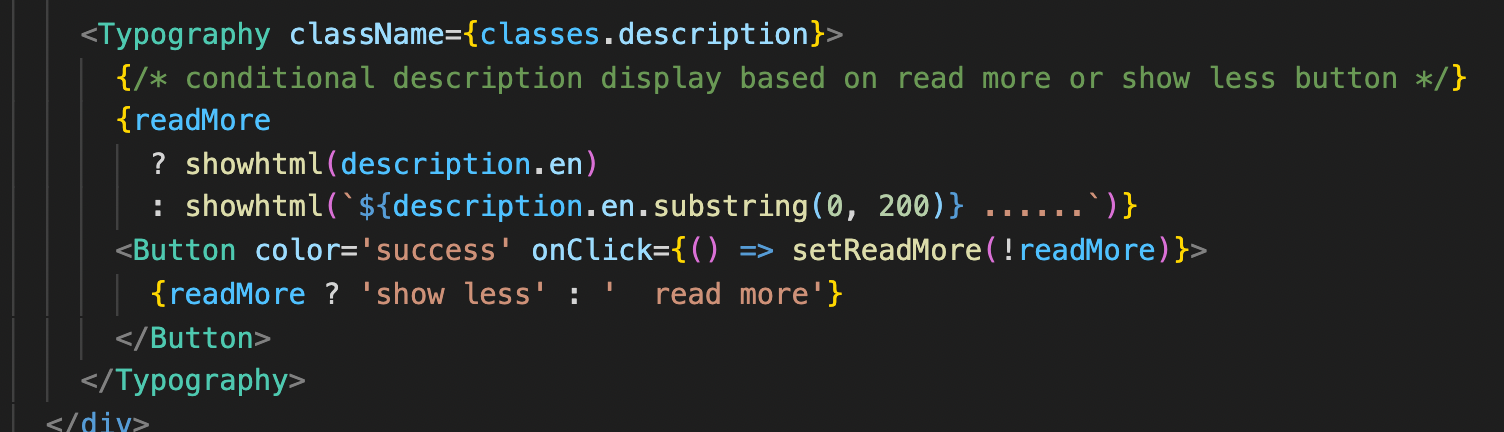 <Typography className={classes.description}>
{/* conditional description display based on read more or show less button */}
{readMore
? showhtml(description.en)
: showhtml(`${description.en.substring(0, 200)} ......`)}
<Button color='success' onClick={() => setReadMore(!readMore)}>
{readMore ? 'show less' : '  read more'}
</Button>
</Typography>
</div>